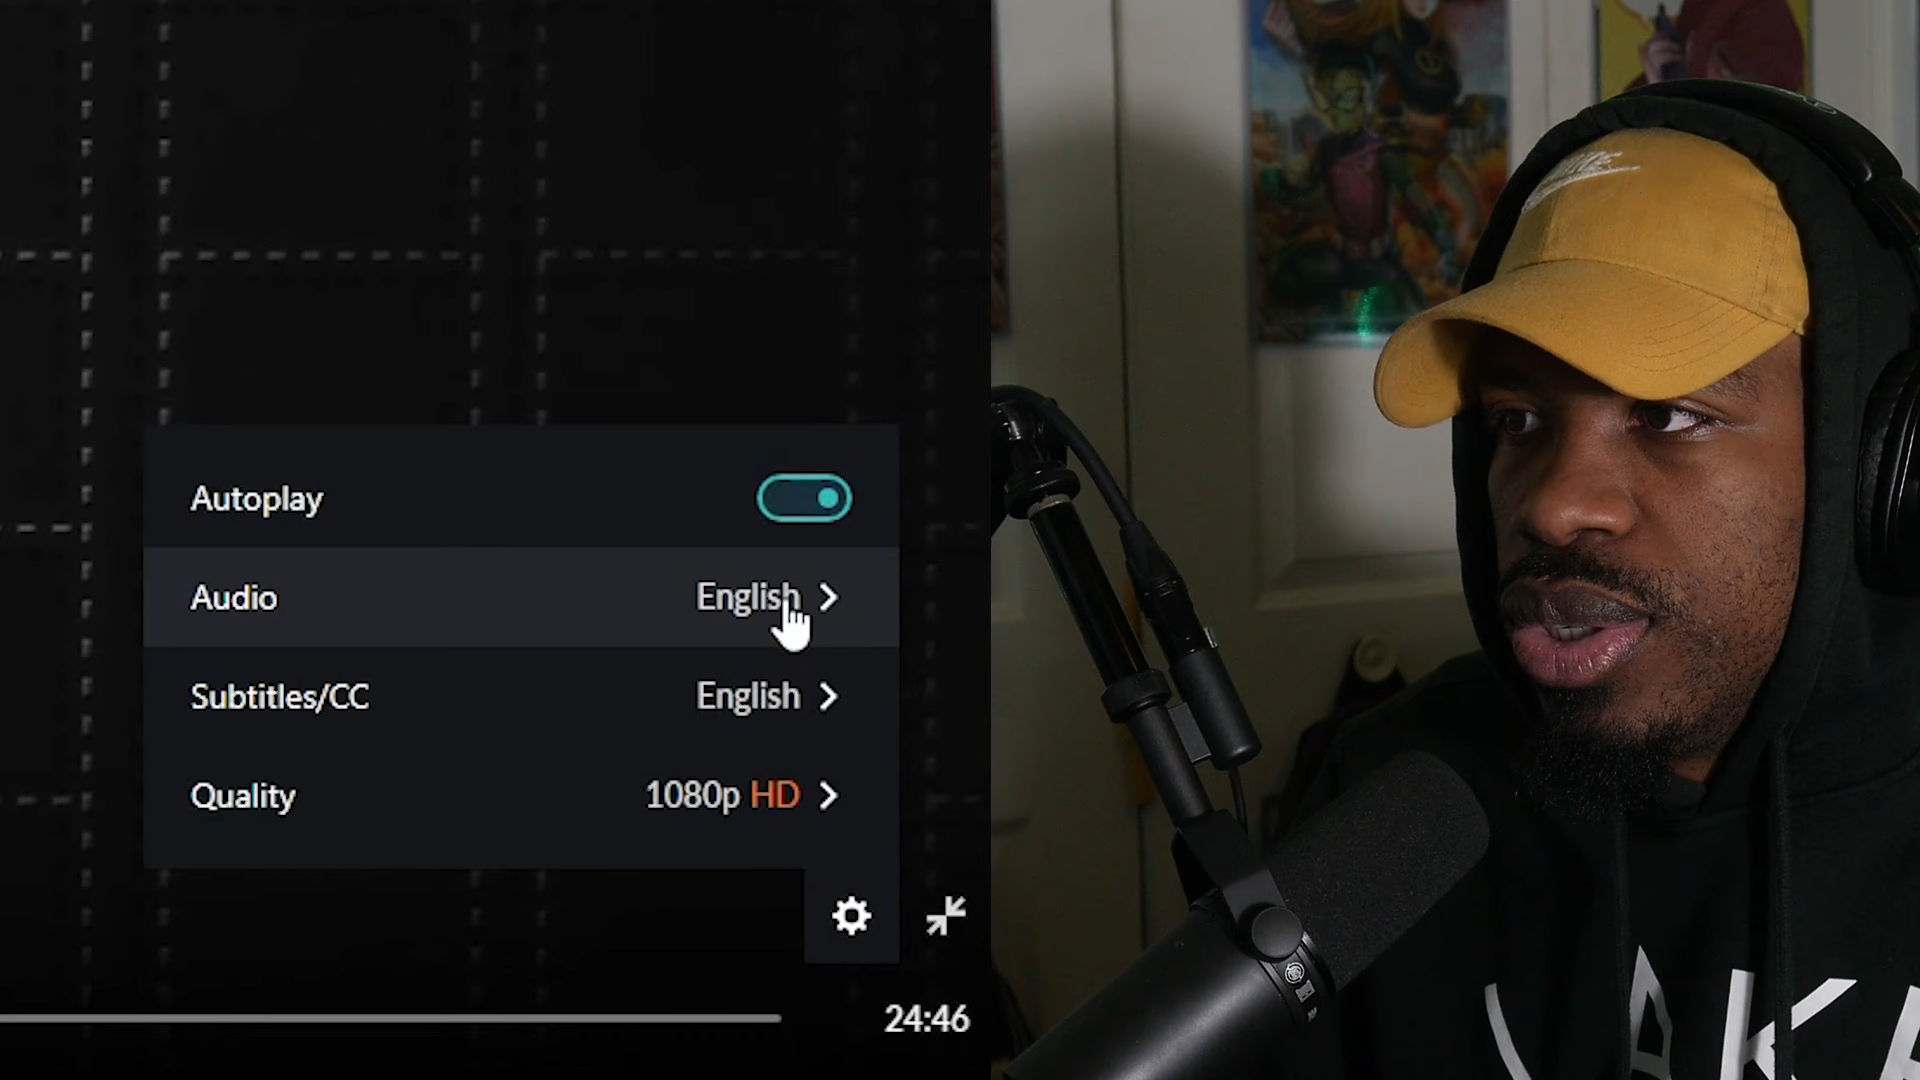 Autoplay
Audio English
Subtitles/CC English
Quality 1080p HD
24:46